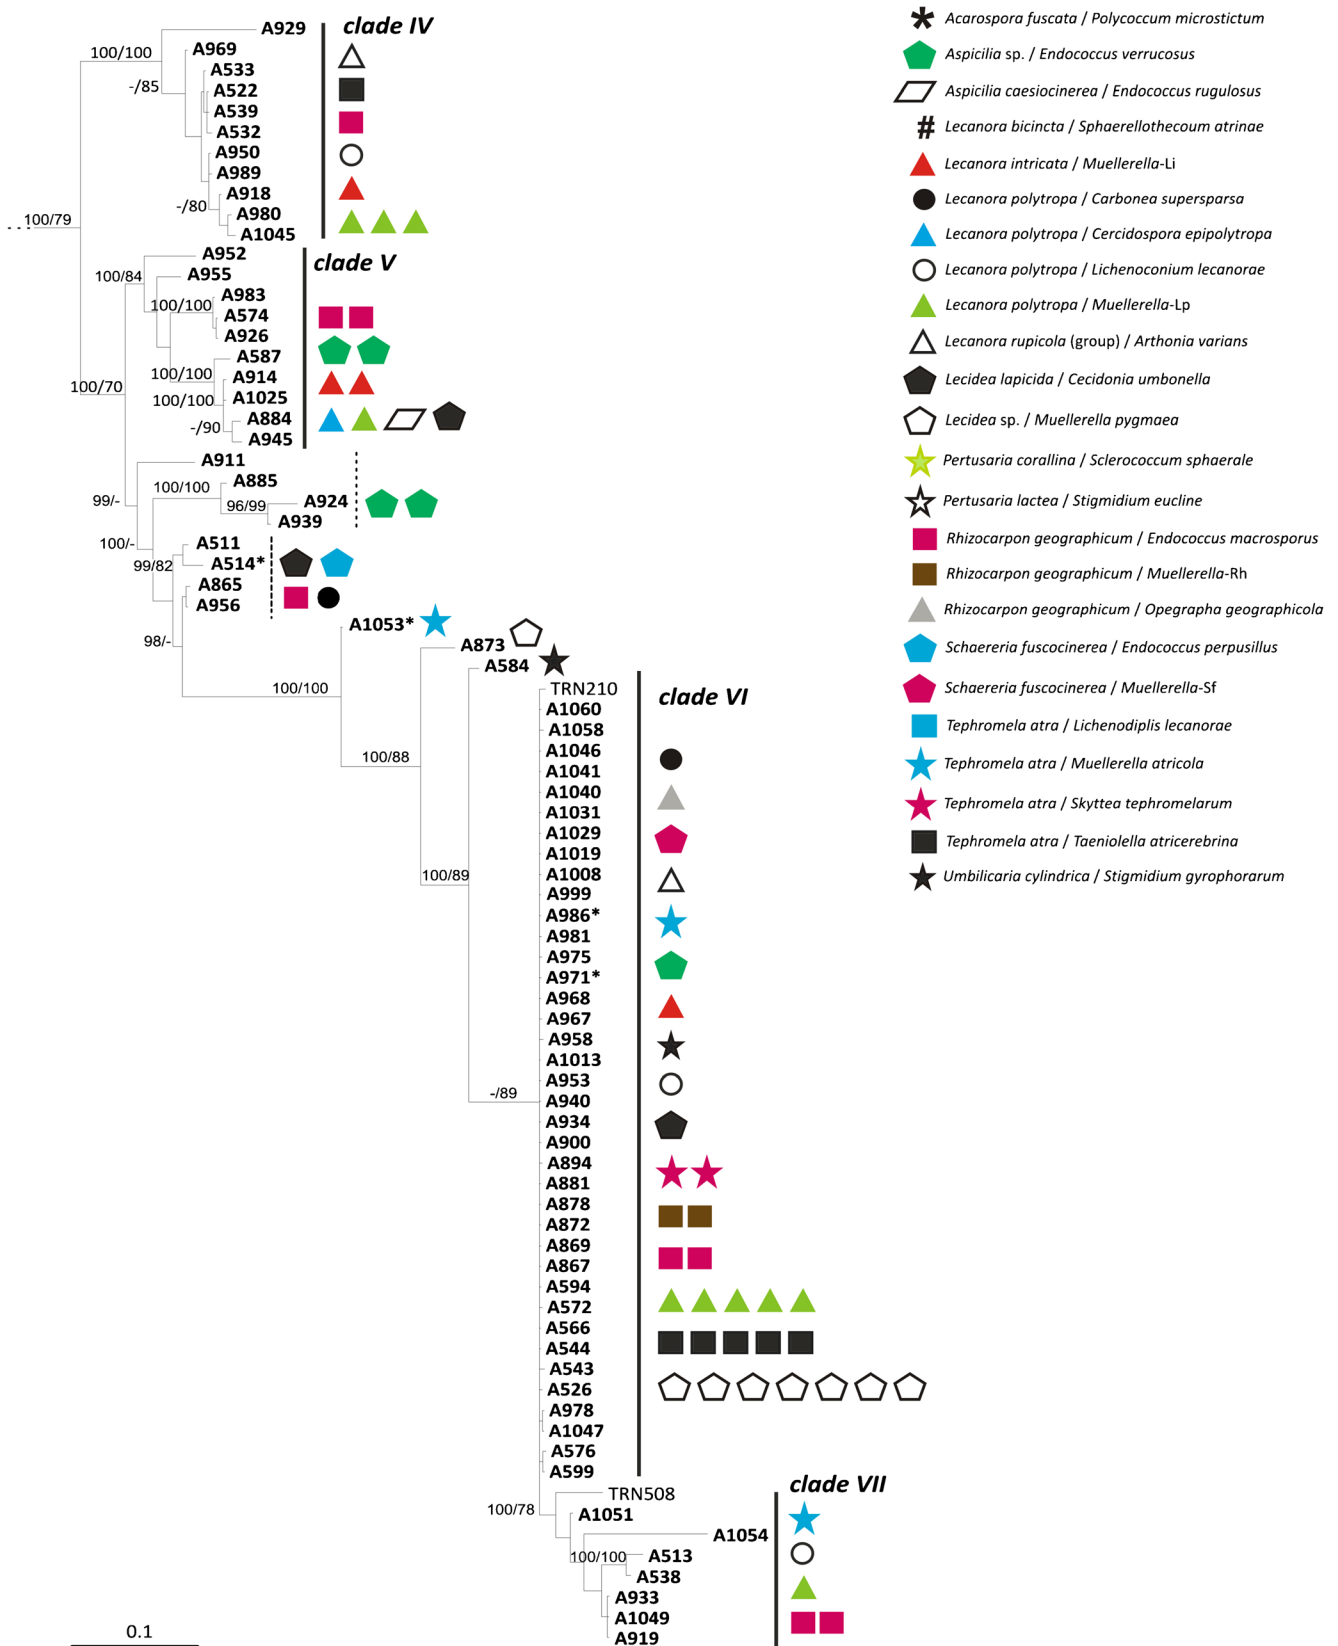 clade IV
A929
100/100
A969
A533
-/85
A522
A539
A532
A950
A989
A918
-/80
A980
100/79
A1045
clade V
A952
100/84
A955
A983
100/100
A574
A926
A587
100/100
A914
100/70
A1025
100/100
A884
-/90
A945
A911
A885
100/100
99/-
A924
96/99
A939
100/-
A511
A514*
99/82
A865
A956
A1053*
98/-
A873
A584
100/100
TRN210
clade VI
A1060
A1058
A1046
100/88
A1041
A1040
A1031
A1029
A1019
A1008
100/89
A999
A986*
A981
A975
A971*
A968
A967
A958
A1013
A953
-/89
A940
A934
A900
A894
A881
A878
A872
A869
A867
A594
A572
A566
A544
A543
A526
A978
A1047
A576
A599
clade VII
TRN508
100/78
A1051
A1054
100/100
A513
A538
A933
A1049
A919
0.1
* Acarospora fuscata / Polycoccum microstictum
Aspicilia sp. / Endococcus verrucosus
Aspicilia caesiocinerea / Endococcus rugulosus
# Lecanora bicincta / Sphaerellothecoum atrinae
Lecanora intricata / Muellerella-Li
Lecanora polytropa / Carbonea supersparsa
Lecanora polytropa / Cercidospora epipolytropa
Lecanora polytropa / Lichenoconium lecanorae
Lecanora polytropa / Muellerella-Lp
Lecanora rupicola (group) / Arthonia varians
Lecidea lapicida / Cecidonia umbonella
Lecidea sp. / Muellerella pygmaea
Pertusaria corallina / Sclerococcum sphaerale
Pertusaria lactea / Stigmidium eucline
Rhizocarpon geographicum / Endococcus macrosporus
Rhizocarpon geographicum / Muellerella-Rh
Rhizocarpon geographicum / Opegrapha geographicola
Schaereria fuscocinerea / Endococcus perpusillus
Schaereria fuscocinerea / Muellerella-Sf
Tephromela atra / Lichenodiplis lecanorae
Tephromela atra / Muellerella atricola
Tephromela atra / Skyttea tephromelarum
Tephromela atra / Taeniolella atricerebrina
Umbilicaria cylindrica / Stigmidium gyrophorarum